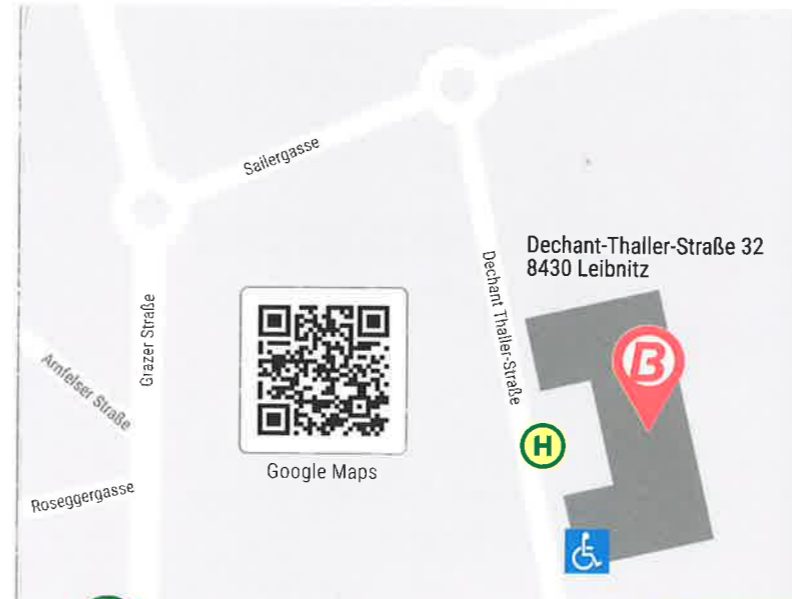 Sailergasse
Dechant-Thaller-Straße 32
8430 Leibnitz
Dechant Thaller-Straße
Grazer Straße
Arnfelser Straße
B
H
Google Maps
Roseggergasse